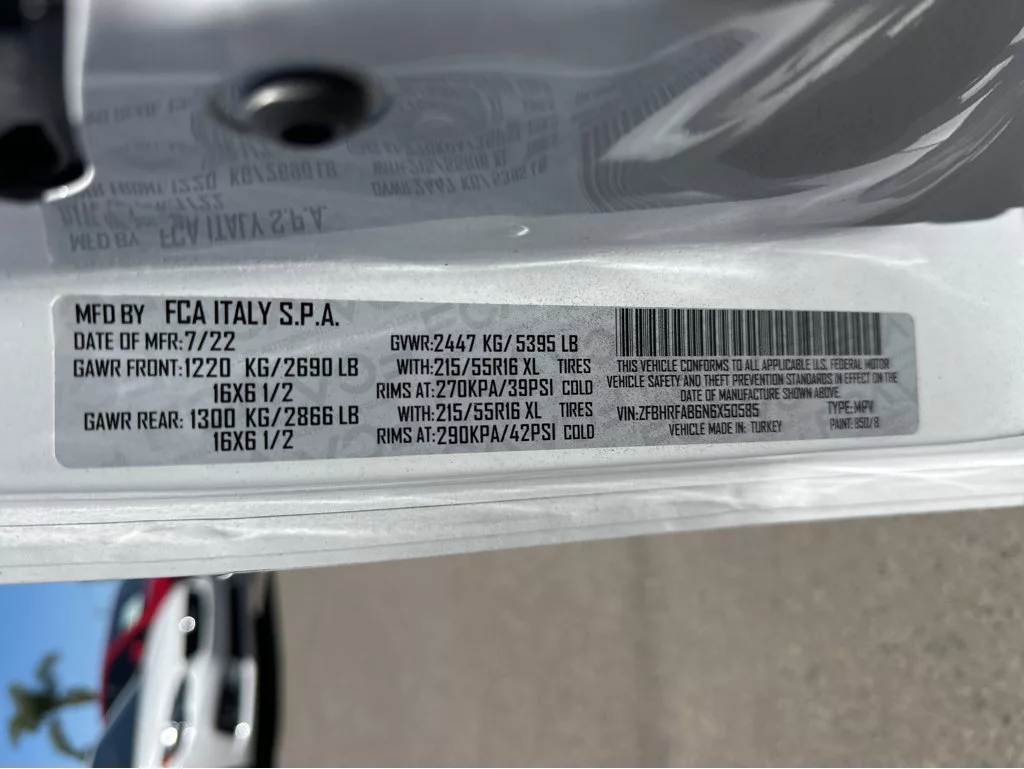 MFD BY FCA ITALY S.P.A.
DATE OF MFR:7/22 GVWR:2447 KG/5395 LB
GAWR FRONT:1220 KG/2690 LB WITH:215/55R16 XL TIRES
16X6 1/2 RIMS AT:270KPA/39PSI COLD
GAWR REAR: 1300 KG/2866 LB WITH:215/55R16 XL TIRES
16X6 1/2 RIMS AT:290KPA/42PSI COLD
THIS VEHICLE CONFORMS TO ALL APPLICABLE U.S. FEDERAL MOTOR
VEHICLE SAFETY AND THEFT PREVENTION STANDARDS IN EFFECT ON THE
DATE OF MANUFACTURE SHOWN ABOVE.
VIN:ZFBHRFAB6N6X50585 TYPE:MPV
VEHICLE MADE IN: TURKEY PAINT: